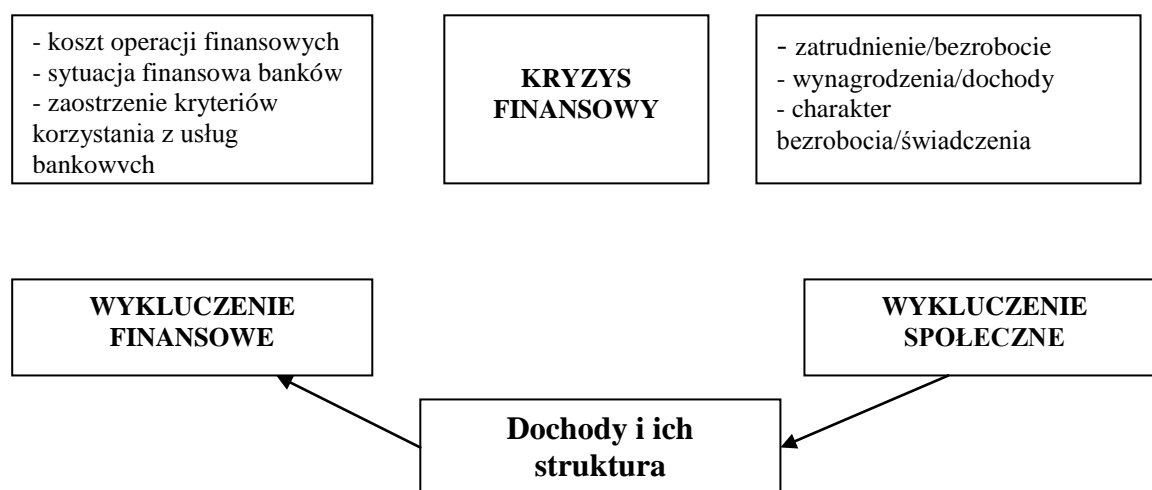 - koszt operacji finansowych
- sytuacja finansowa banków
- zaostrzenie kryteriów
korzystania z usług
bankowych
KRYZYS
FINANSOWY
- zatrudnienie/bezrobocie
- wynagrodzenia/dochody
- charakter
bezrobocia/świadczenia
WYKLUCZENIE
FINANSOWE
WYKLUCZENIE
SPOŁECZNE
Dochody i ich
struktura